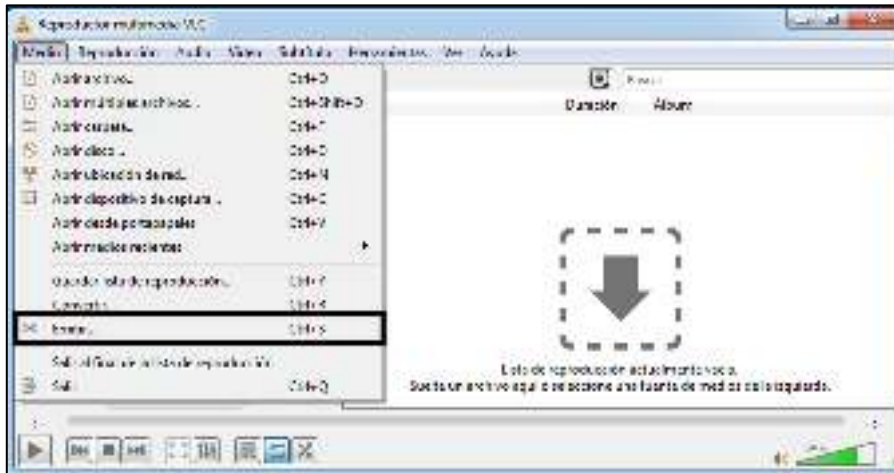 Reproductor multimedia VLC
Medio Reproducción Audio Video Subtítulo Herramientas Ver Ayuda
Abrir archivo... Ctrl+O
Abrir múltiples archivos... Ctrl+Shift+O
Abrir carpeta... Ctrl+F
Abrir disco... Ctrl+D
Abrir ubicación de red... Ctrl+N
Abrir dispositivo de captura... Ctrl+C
Abrir desde portapapeles Ctrl+V
Abrir medios recientes
Guardar lista de reproducción... Ctrl+Y
Convertir... Ctrl+R
Emitir... Ctrl+S
Salir al final de la lista de reproducción
Salir Ctrl+Q
Duración Álbum
Lista de reproducción actualmente vacía.
Suelta un archivo aquí o seleccione una fuente de medios de la izquierda.